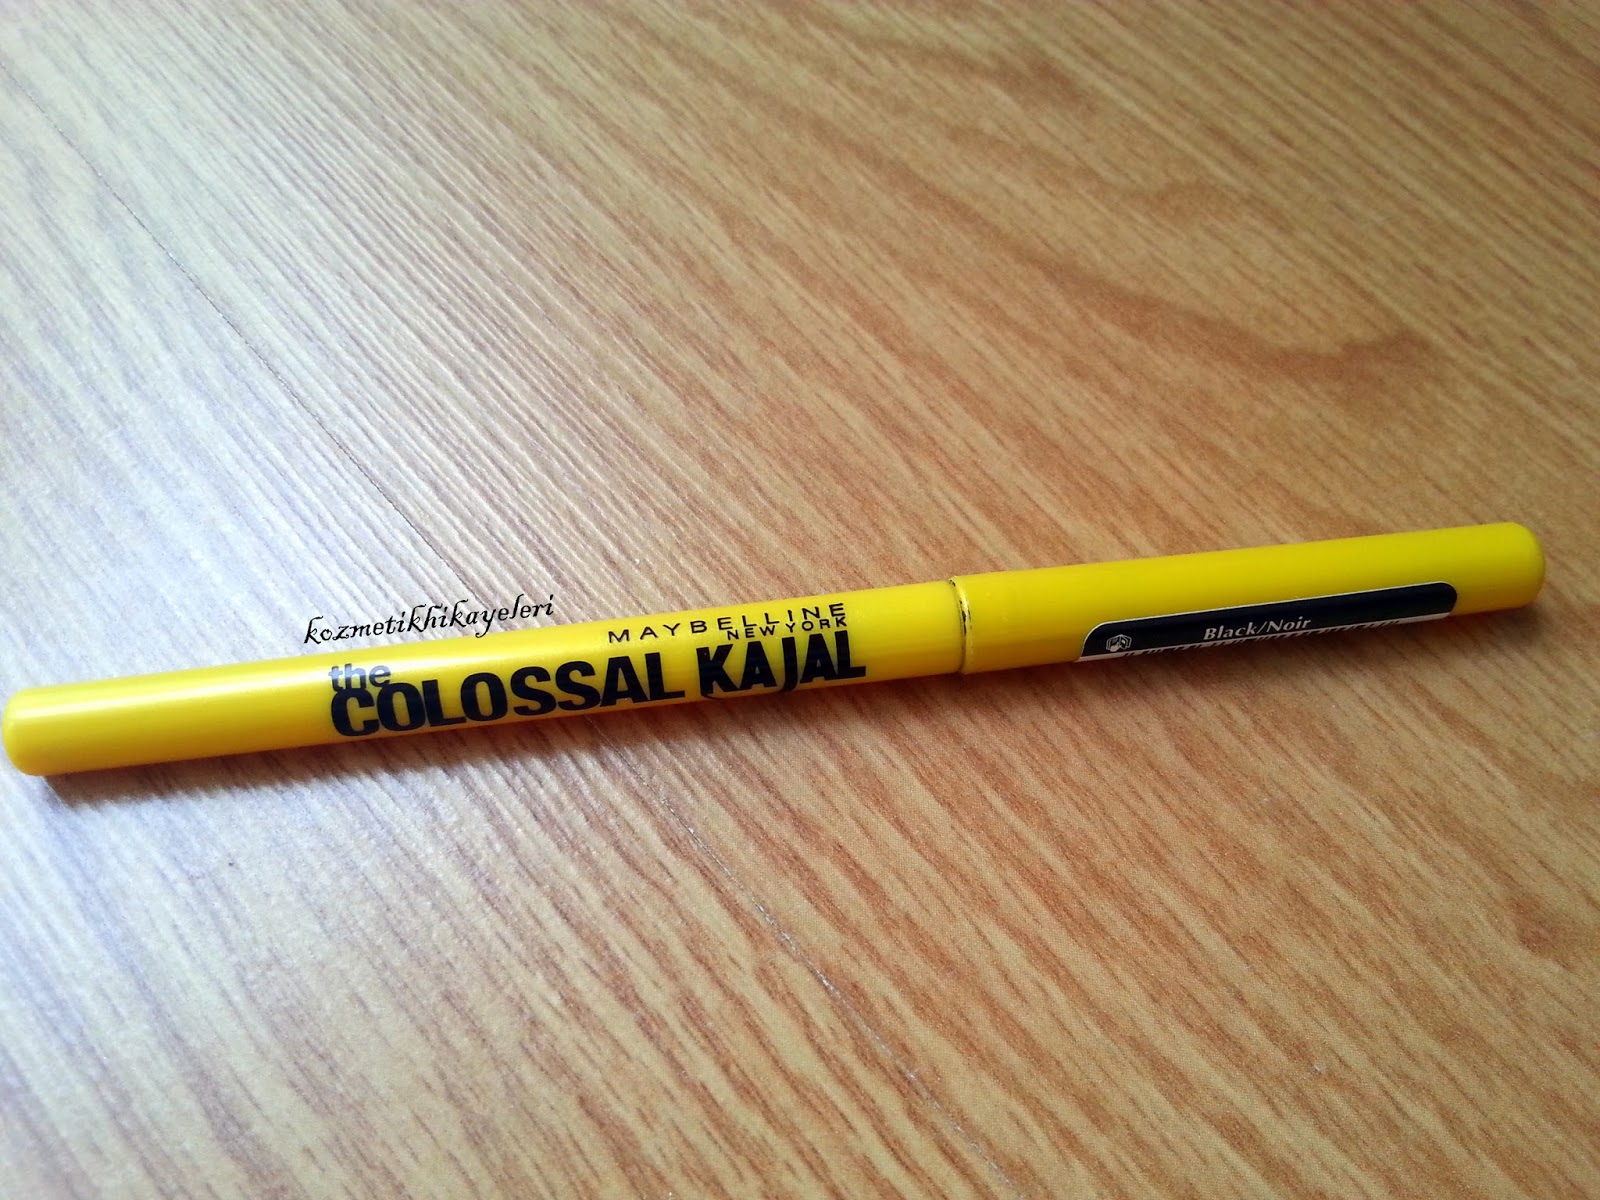 kozmetikhikayeleri
MAYBELLINE
NEW YORK
the
COLOSSAL KAJAL
Black/Noir